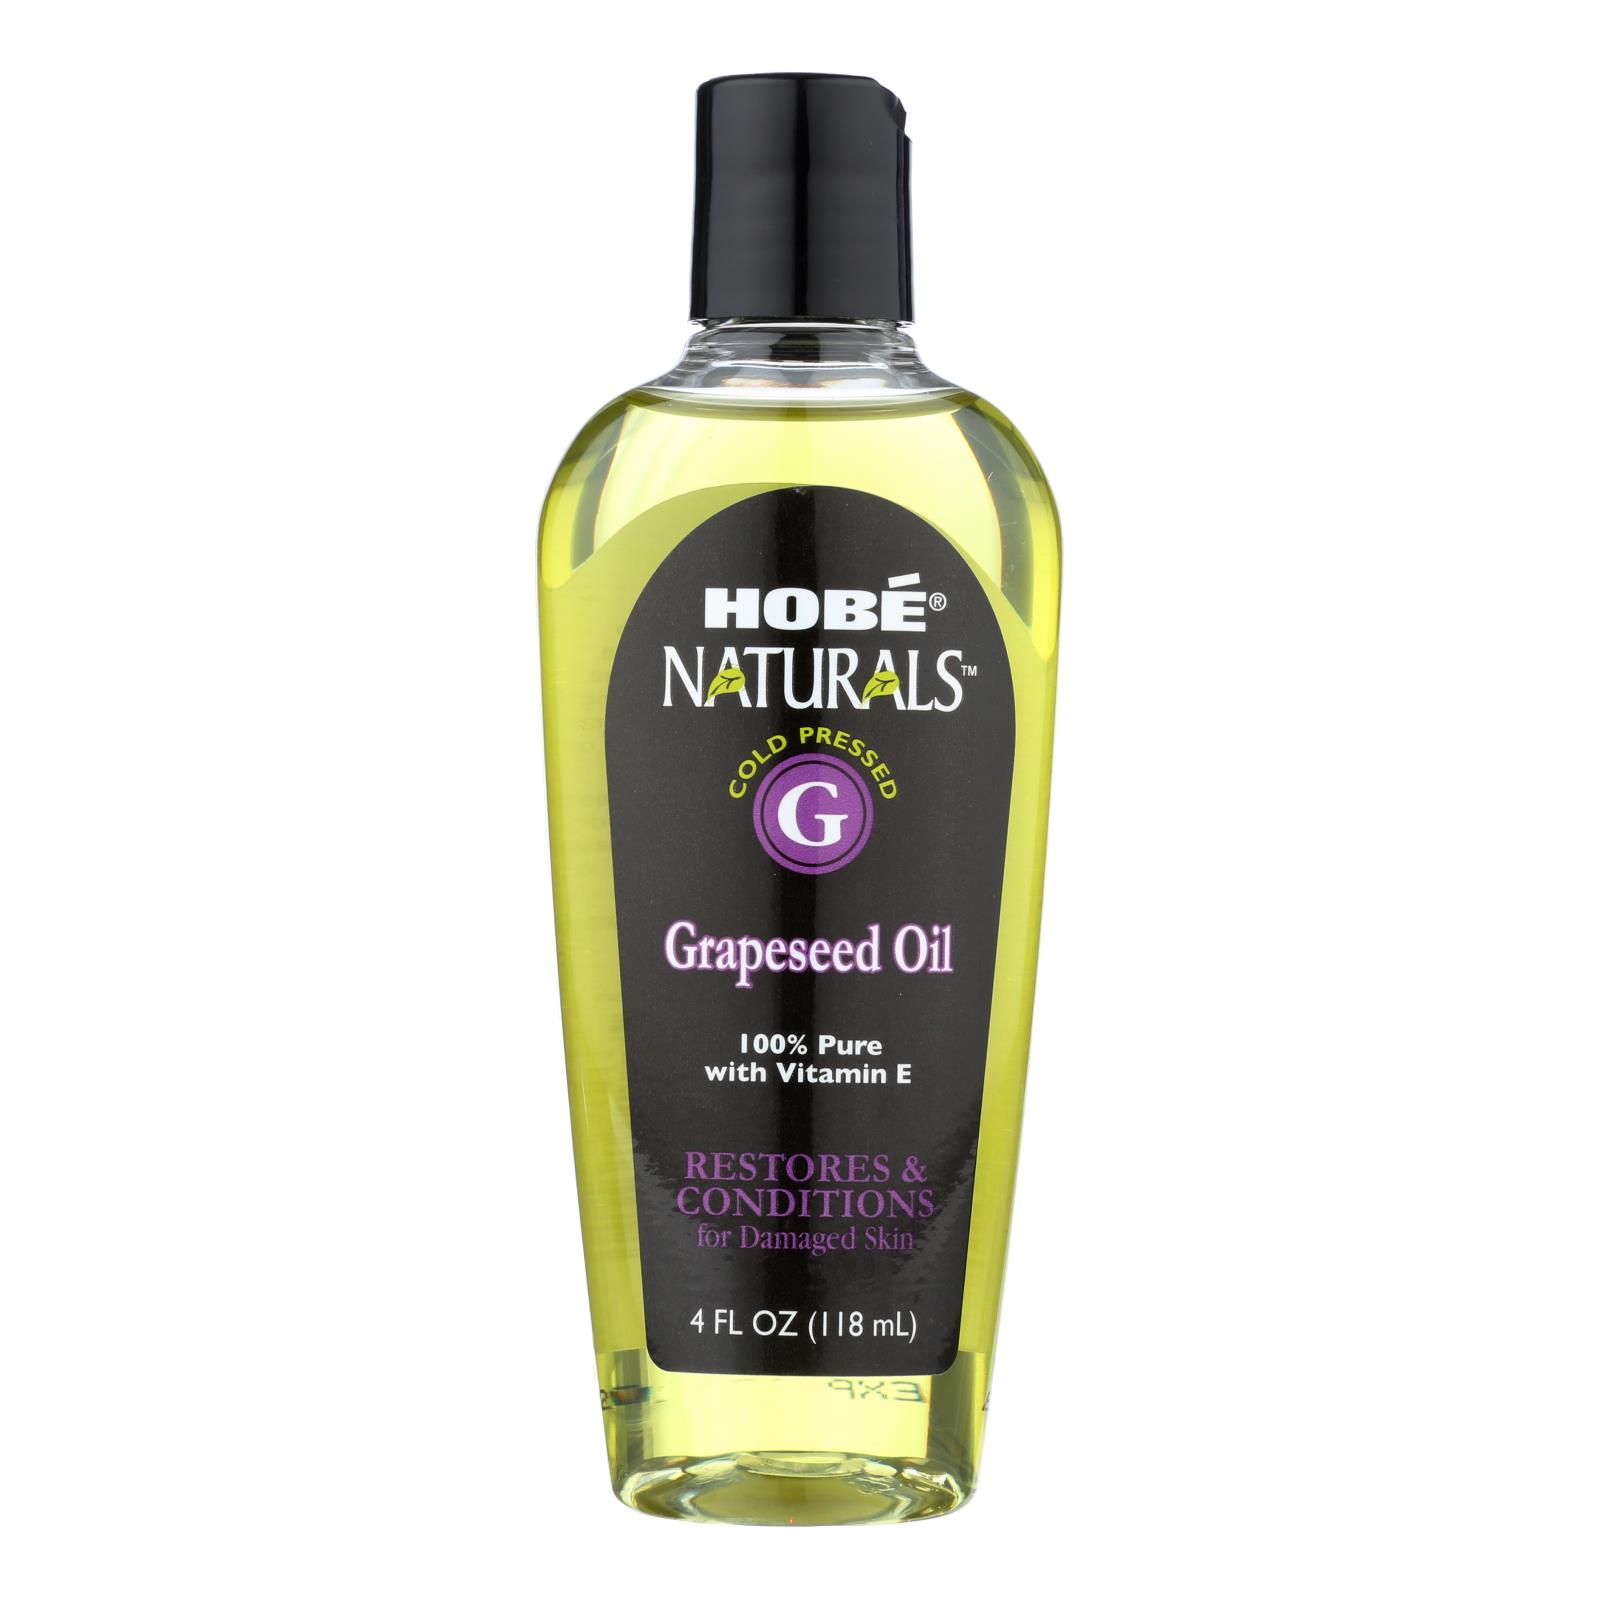 HOBÉ®
NATURALS™
COLD PRESSED
G
Grapeseed Oil
100% Pure
with Vitamin E
RESTORES &
CONDITIONS
for Damaged Skin
4 FL OZ (118 mL)
EXP